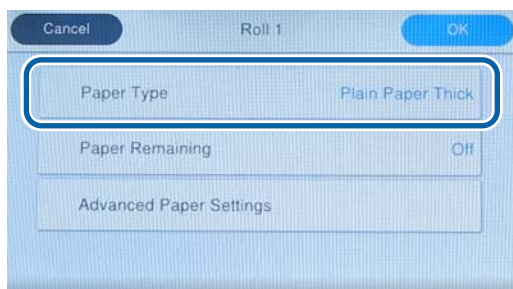 Cancel Roll 1 OK
Paper Type Plain Paper Thick
Paper Remaining Off
Advanced Paper Settings